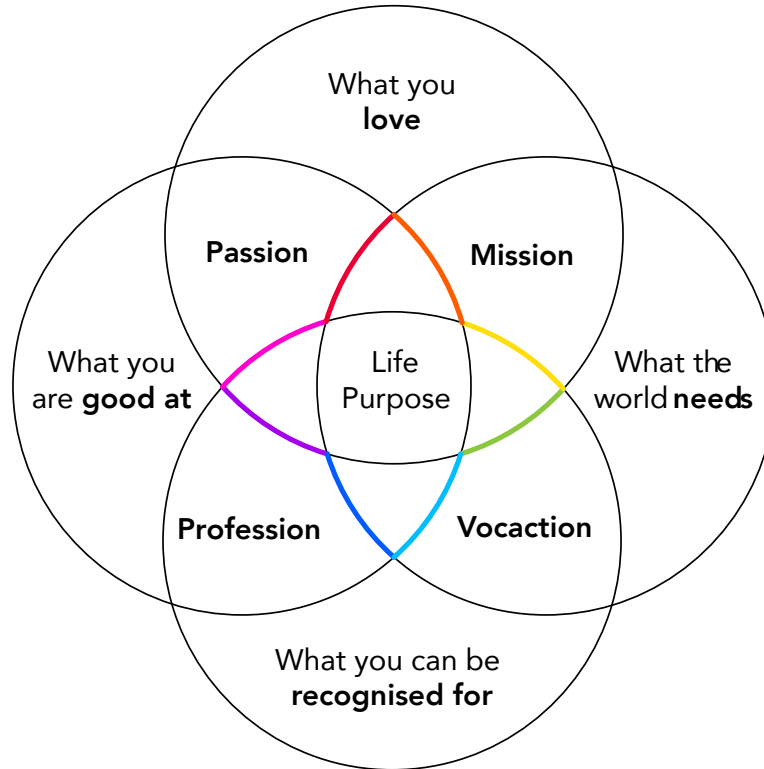 What you
love
Passion
Mission
What you
are good at
Life
Purpose
What the
world needs
Profession
Vocaction
What you can be
recognised for